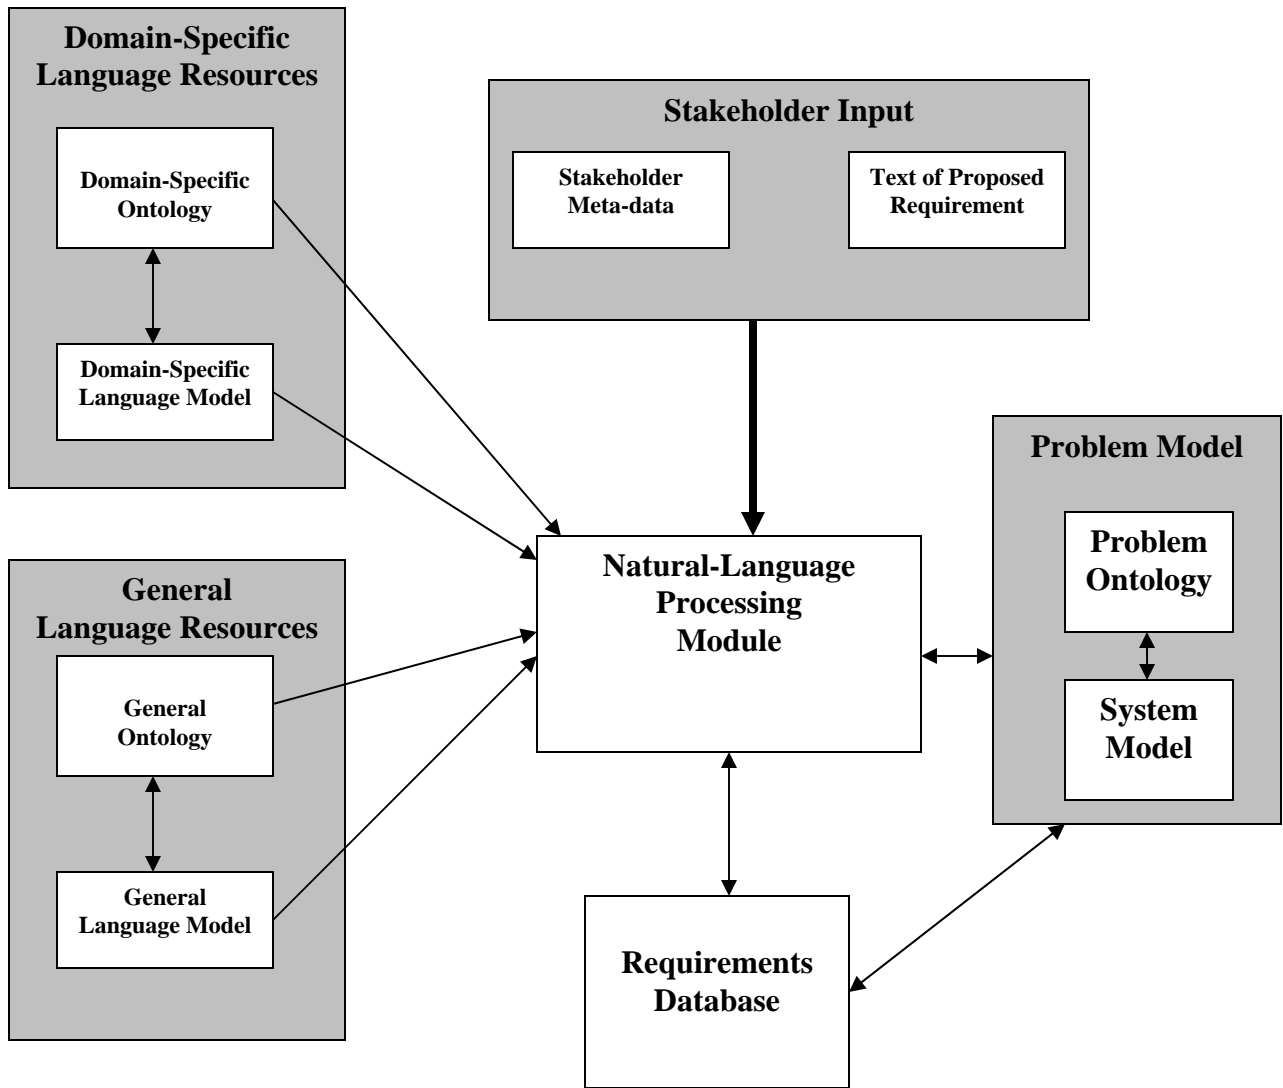 Domain-Specific
Language Resources
Domain-Specific
Ontology
Domain-Specific
Language Model
Stakeholder Input
Stakeholder
Meta-data
Text of Proposed
Requirement
General
Language Resources
General
Ontology
General
Language Model
Natural-Language
Processing
Module
Problem Model
Problem
Ontology
System
Model
Requirements
Database